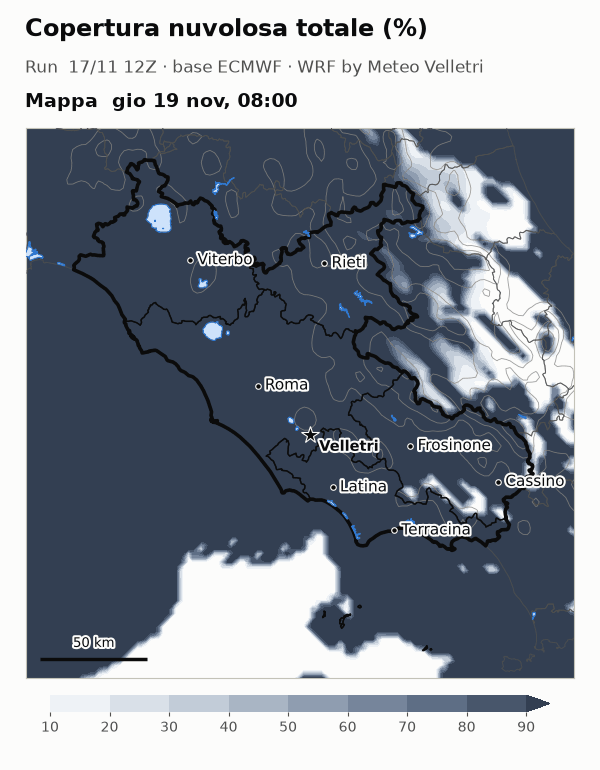 Copertura nuvolosa totale (%)
Run  17/11 12Z · base ECMWF · WRF by Meteo Velletri
Mappa  gio 19 nov, 08:00
Viterbo
Rieti
Roma
Velletri
Frosinone
Cassino
Latina
Terracina
50 km
10 20 30 40 50 60 70 80 90